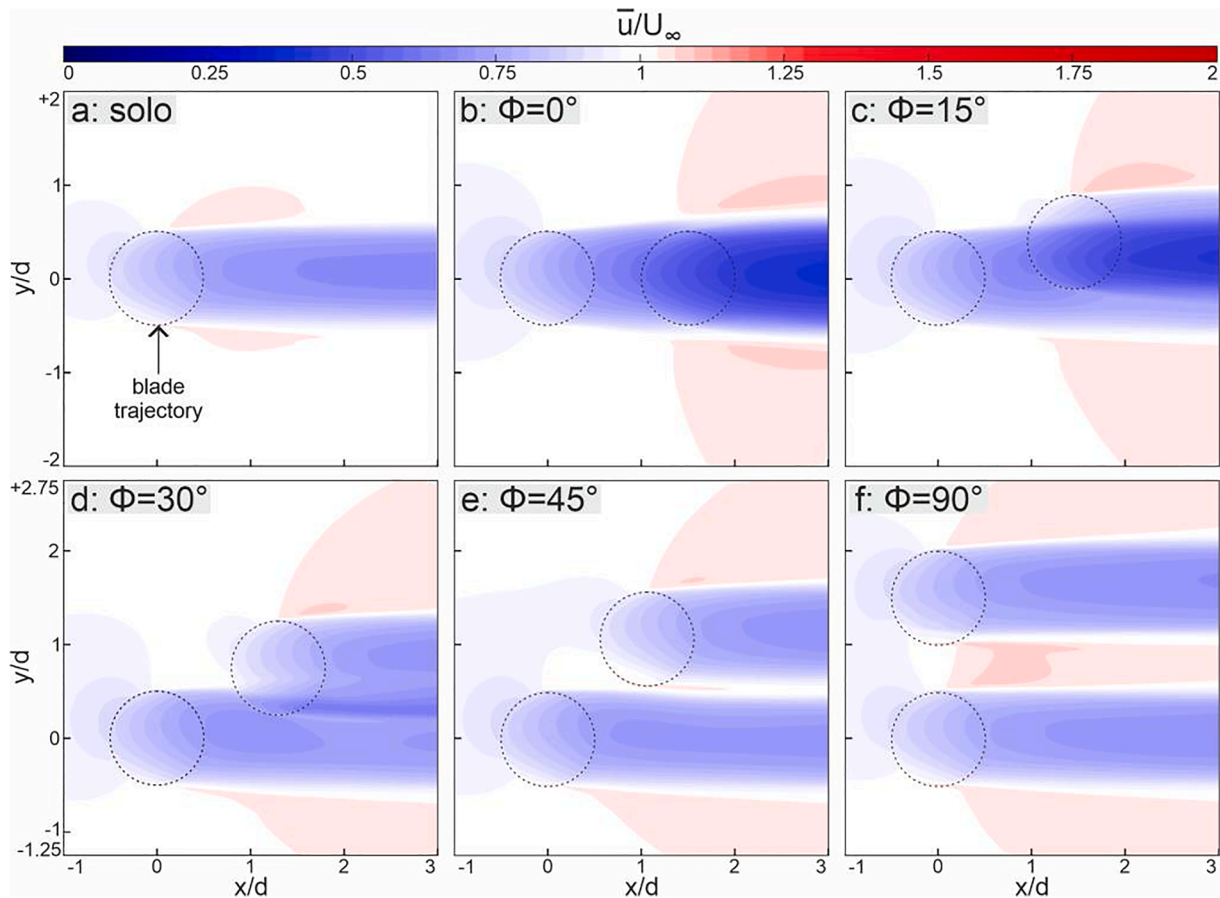 u̅/U∞
0 0.25 0.5 0.75 1 1.25 1.5 1.75 2
a: solo
b: Φ=0°
c: Φ=15°
+2
1
0
-1
-2
y/d
blade
trajectory
d: Φ=30°
e: Φ=45°
f: Φ=90°
+2.75
2
1
0
-1
-1.25
y/d
-1 0 1 2 3
-1 0 1 2 3
-1 0 1 2 3
x/d
x/d
x/d